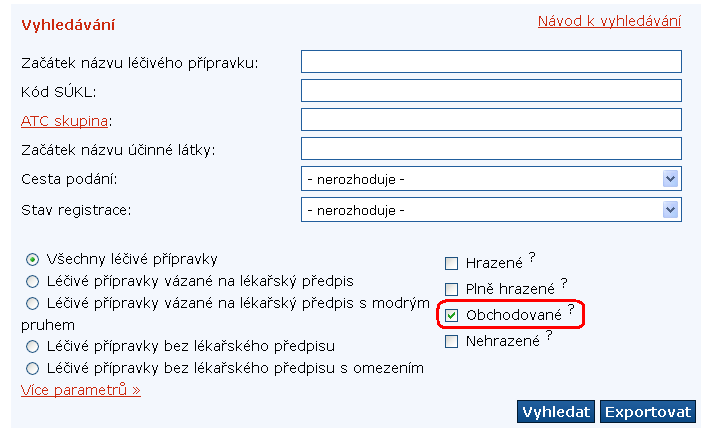 Vyhledávání
Návod k vyhledávání
Začátek názvu léčivého přípravku:
Kód SÚKL:
ATC skupina:
Začátek názvu účinné látky:
Cesta podání:
- nerozhoduje -
Stav registrace:
- nerozhoduje -
Všechny léčivé přípravky
Léčivé přípravky vázané na lékařský předpis
Léčivé přípravky vázané na lékařský předpis s modrým
pruhem
Léčivé přípravky bez lékařského předpisu
Léčivé přípravky bez lékařského předpisu s omezením
Více parametrů »
Hrazené ?
Plně hrazené ?
Obchodované ?
Nehrazené ?
Vyhledat
Exportovat